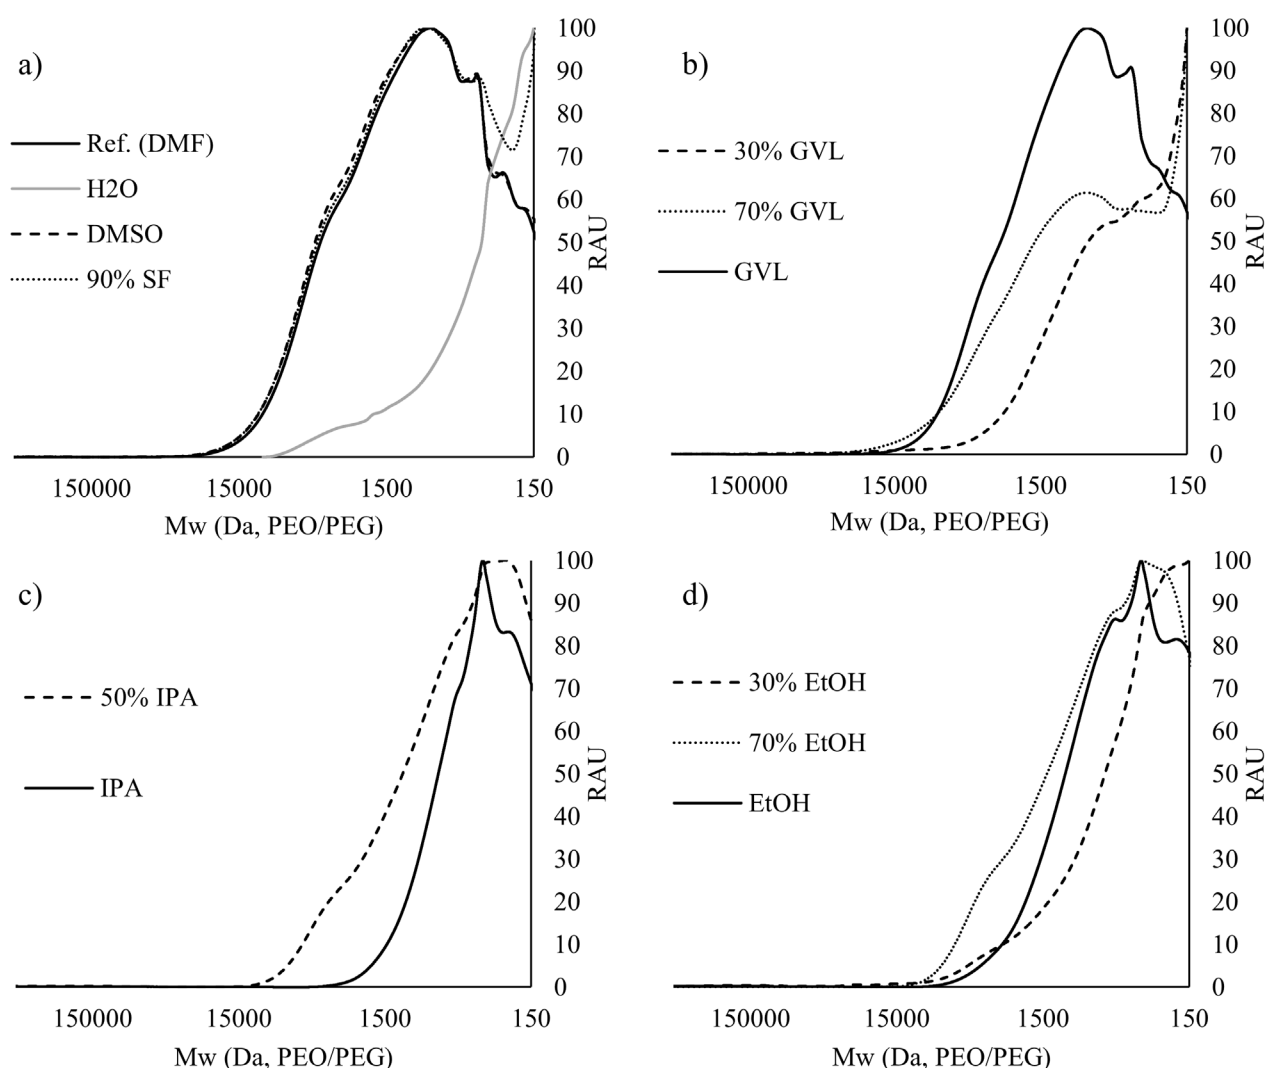 a)
Ref. (DMF)
H2O
DMSO
90% SF
100
90
80
70
60
50
40
30
20
10
0
RAU
150000 15000 1500 150
Mw (Da, PEO/PEG)
b)
30% GVL
70% GVL
GVL
100
90
80
70
60
50
40
30
20
10
0
RAU
150000 15000 1500 150
Mw (Da, PEO/PEG)
c)
50% IPA
IPA
100
90
80
70
60
50
40
30
20
10
0
RAU
150000 15000 1500 150
Mw (Da, PEO/PEG)
d)
30% EtOH
70% EtOH
EtOH
100
90
80
70
60
50
40
30
20
10
0
RAU
150000 15000 1500 150
Mw (Da, PEO/PEG)